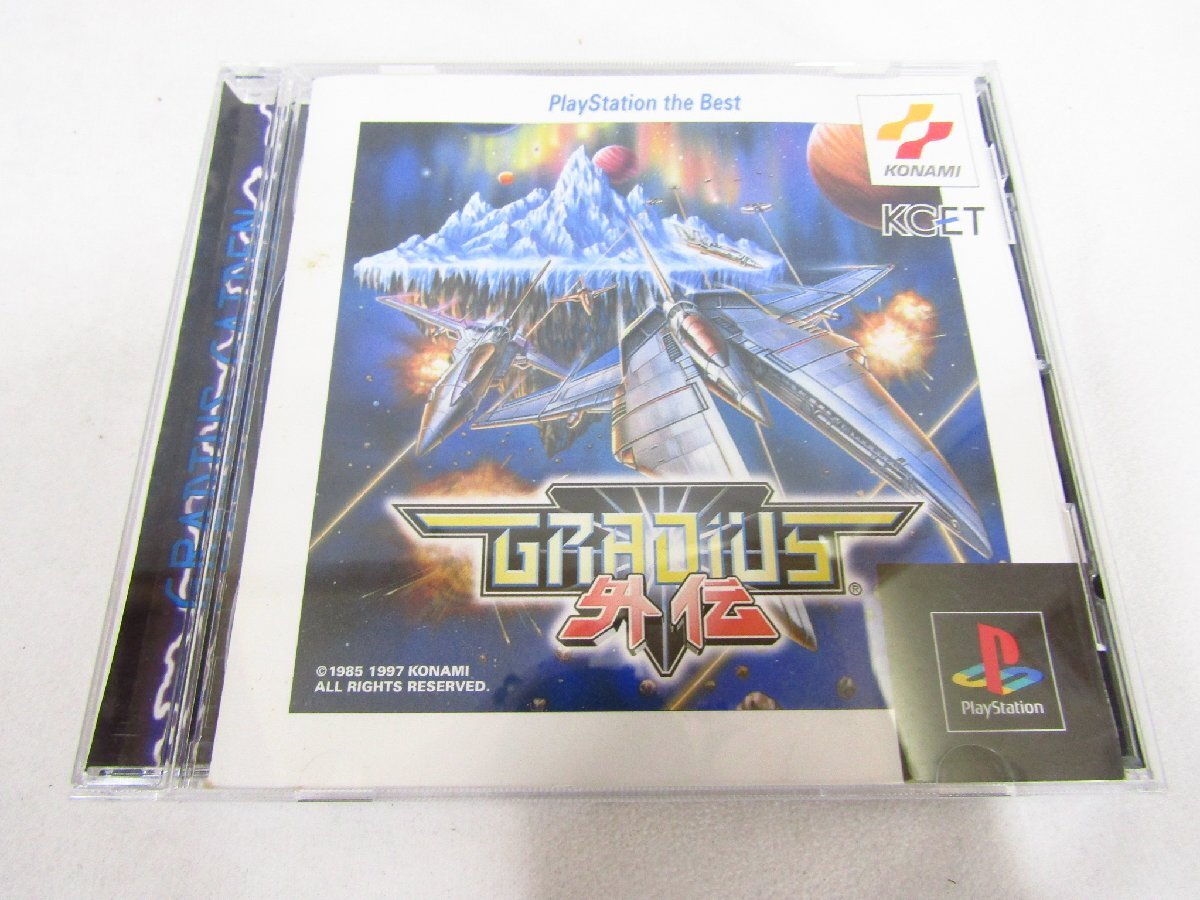 PlayStation the Best
KONAMI
KCET
GRADIUS GAIDEN
GRADIUS
外伝
®
©1985 1997 KONAMI
ALL RIGHTS RESERVED.
PlayStation